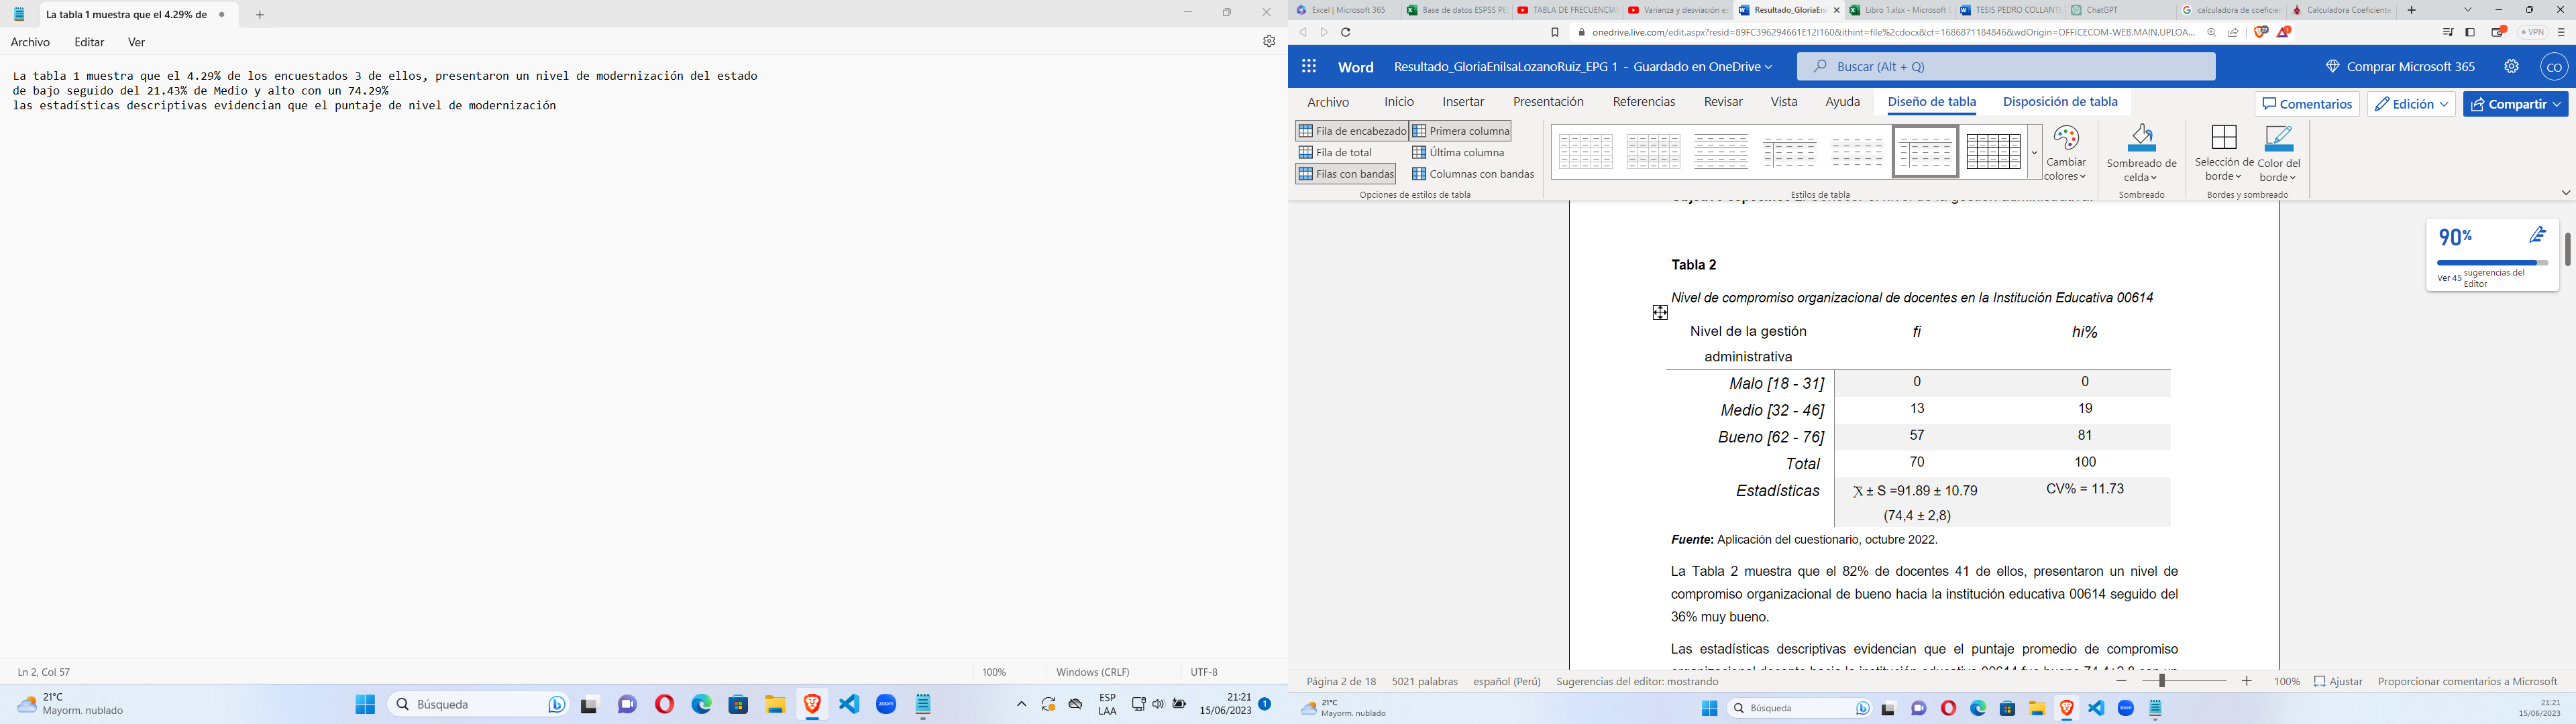 La tabla 1 muestra que el 4.29% de
Archivo Editar Ver
La tabla 1 muestra que el 4.29% de los encuestados 3 de ellos, presentaron un nivel de modernización del estado
de bajo seguido del 21.43% de Medio y alto con un 74.29%
las estadísticas descriptivas evidencian que el puntaje de nivel de modernización
Ln 2, Col 57 100% Windows (CRLF) UTF-8
21°C
Mayorm. nublado
Búsqueda
ESP
LAA
21:21
15/06/2023
1
Excel | Microsoft 365
Base de datos ESPSS PE
TABLA DE FRECUENCIAS
Varianza y desviación e
Resultado_GloriaEni
Libro 1.xlsx - Microsoft
TESIS PEDRO COLLANT
ChatGPT
calculadora de coeficien
Calculadora Coeficiente
onedrive.live.com/edit.aspx?resid=89FC396294661E12!160&ithint=file%2cdocx&ct=1686871184846&wdOrigin=OFFICECOM-WEB.MAIN.UPLOA...
VPN
Word Resultado_GloriaEnilsaLozanoRuiz_EPG 1 - Guardado en OneDrive
Buscar (Alt + Q)
Comprar Microsoft 365
CO
Archivo Inicio Insertar Presentación Referencias Revisar Vista Ayuda Diseño de tabla Disposición de tabla
Comentarios Edición Compartir
Fila de encabezado Primera columna
Fila de total Última columna
Filas con bandas Columnas con bandas
Opciones de estilos de tabla
Estilos de tabla
Cambiar
colores
Sombreado de
celda
Sombreado
Selección de
borde
Color del
borde
Bordes y sombreado
90%
Ver 45 sugerencias del
Editor
Tabla 2
Nivel de compromiso organizacional de docentes en la Institución Educativa 00614
Nivel de la gestión
administrativa
fi hi%
Malo [18 - 31] 0 0
Medio [32 - 46] 13 19
Bueno [62 - 76] 57 81
Total 70 100
Estadísticas X̄ ± S =91.89 ± 10.79 CV% = 11.73
(74,4 ± 2,8)
Fuente: Aplicación del cuestionario, octubre 2022.
La Tabla 2 muestra que el 82% de docentes 41 de ellos, presentaron un nivel de
compromiso organizacional de bueno hacia la institución educativa 00614 seguido del
36% muy bueno.
Las estadísticas descriptivas evidencian que el puntaje promedio de compromiso
Página 2 de 18 5021 palabras español (Perú) Sugerencias del editor: mostrando
100% Ajustar Proporcionar comentarios a Microsoft
21°C
Mayorm. nublado
Búsqueda
21:21
15/06/2023